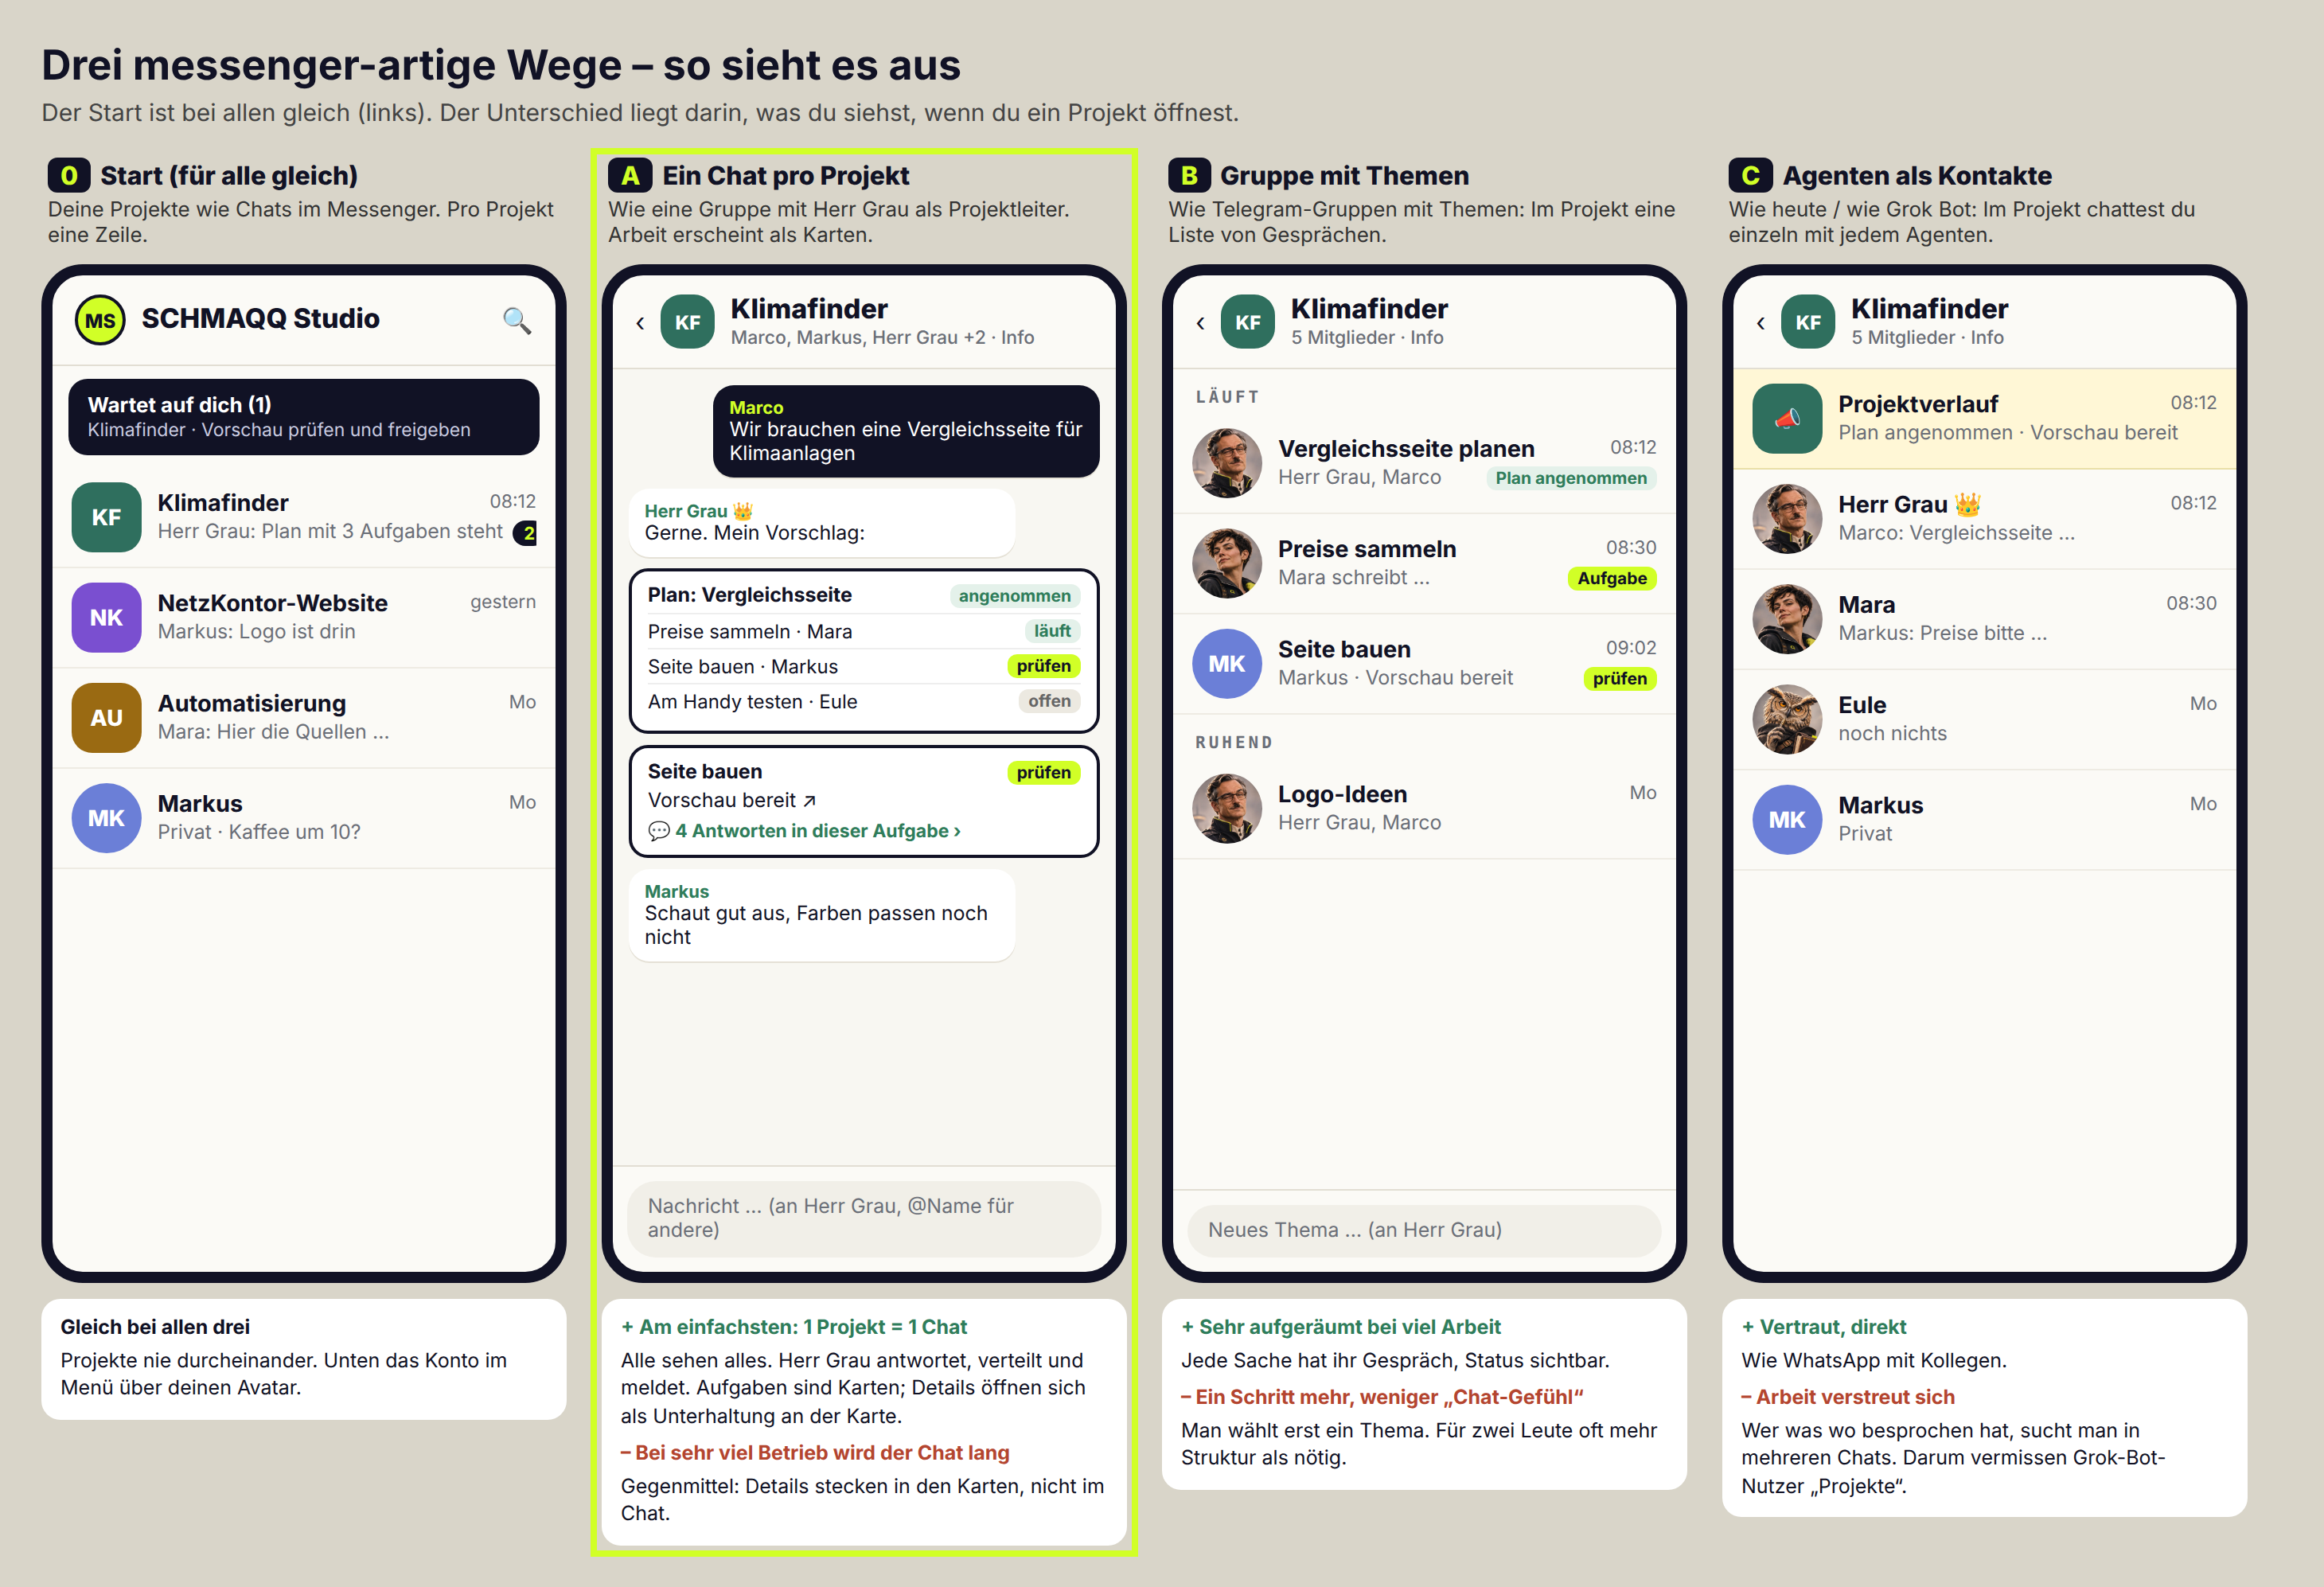 Drei messenger-artige Wege – so sieht es aus
Der Start ist bei allen gleich (links). Der Unterschied liegt darin, was du siehst, wenn du ein Projekt öffnest.
0 Start (für alle gleich)
Deine Projekte wie Chats im Messenger. Pro Projekt
eine Zeile.
MS SCHMAQQ Studio
Wartet auf dich (1)
Klimafinder · Vorschau prüfen und freigeben
KF
Klimafinder 08:12
Herr Grau: Plan mit 3 Aufgaben steht 2
NK
NetzKontor-Website gestern
Markus: Logo ist drin
AU
Automatisierung Mo
Mara: Hier die Quellen ...
MK
Markus Mo
Privat · Kaffee um 10?
Gleich bei allen drei
Projekte nie durcheinander. Unten das Konto im
Menü über deinen Avatar.
A Ein Chat pro Projekt
Wie eine Gruppe mit Herr Grau als Projektleiter.
Arbeit erscheint als Karten.
‹ KF Klimafinder
Marco, Markus, Herr Grau +2 · Info
Marco
Wir brauchen eine Vergleichsseite für
Klimaanlagen
Herr Grau 👑
Gerne. Mein Vorschlag:
Plan: Vergleichsseite angenommen
Preise sammeln · Mara läuft
Seite bauen · Markus prüfen
Am Handy testen · Eule offen
Seite bauen prüfen
Vorschau bereit ↗
💬 4 Antworten in dieser Aufgabe ›
Markus
Schaut gut aus, Farben passen noch
nicht
Nachricht ... (an Herr Grau, @Name für
andere)
+ Am einfachsten: 1 Projekt = 1 Chat
Alle sehen alles. Herr Grau antwortet, verteilt und
meldet. Aufgaben sind Karten; Details öffnen sich
als Unterhaltung an der Karte.
– Bei sehr viel Betrieb wird der Chat lang
Gegenmittel: Details stecken in den Karten, nicht im
Chat.
B Gruppe mit Themen
Wie Telegram-Gruppen mit Themen: Im Projekt eine
Liste von Gesprächen.
‹ KF Klimafinder
5 Mitglieder · Info
LÄUFT
Vergleichsseite planen 08:12
Herr Grau, Marco Plan angenommen
Preise sammeln 08:30
Mara schreibt ... Aufgabe
MK
Seite bauen 09:02
Markus · Vorschau bereit prüfen
RUHEND
Logo-Ideen Mo
Herr Grau, Marco
Neues Thema ... (an Herr Grau)
+ Sehr aufgeräumt bei viel Arbeit
Jede Sache hat ihr Gespräch, Status sichtbar.
– Ein Schritt mehr, weniger „Chat-Gefühl“
Man wählt erst ein Thema. Für zwei Leute oft mehr
Struktur als nötig.
C Agenten als Kontakte
Wie heute / wie Grok Bot: Im Projekt chattest du
einzeln mit jedem Agenten.
‹ KF Klimafinder
5 Mitglieder · Info
Projektverlauf 08:12
Plan angenommen · Vorschau bereit
Herr Grau 👑 08:12
Marco: Vergleichsseite ...
Mara 08:30
Markus: Preise bitte ...
Eule Mo
noch nichts
MK
Markus Mo
Privat
+ Vertraut, direkt
Wie WhatsApp mit Kollegen.
– Arbeit verstreut sich
Wer was wo besprochen hat, sucht man in
mehreren Chats. Darum vermissen Grok-Bot-
Nutzer „Projekte“.